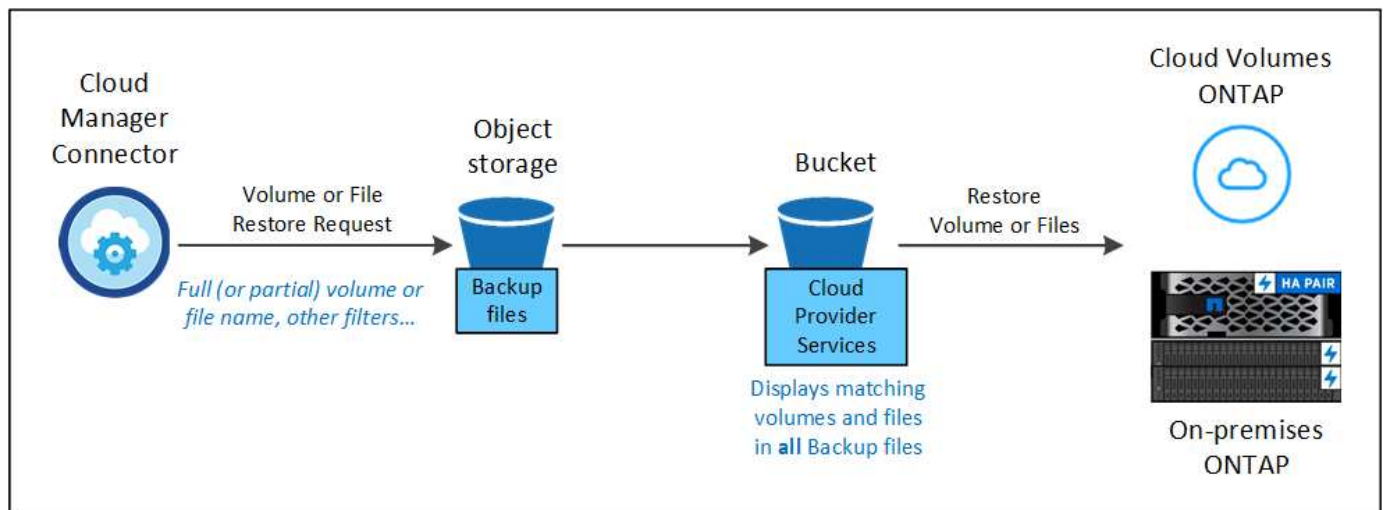 Cloud
Manager
Connector
Volume or File
Restore Request
Full (or partial) volume or
file name, other filters...
Object
storage
Backup
files
Bucket
Cloud
Provider
Services
Displays matching
volumes and files
in all Backup files
Restore
Volume or Files
Cloud Volumes
ONTAP
HA PAIR
On-premises
ONTAP